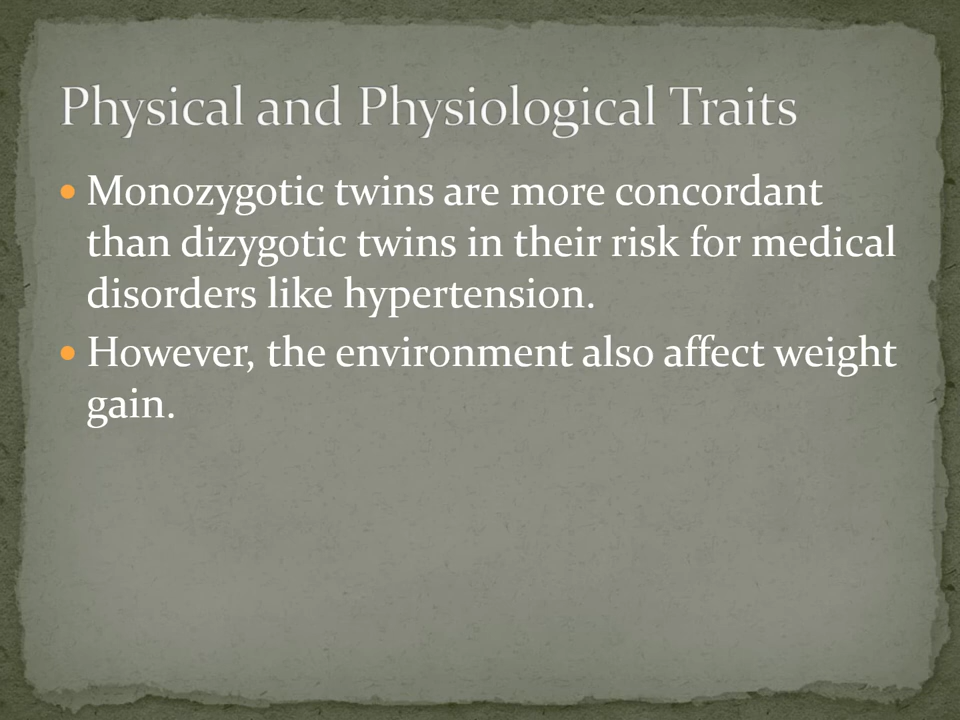 Physical and Physiological Traits
• Monozygotic twins are more concordant
than dizygotic twins in their risk for medical
disorders like hypertension.
• However, the environment also affect weight
gain.